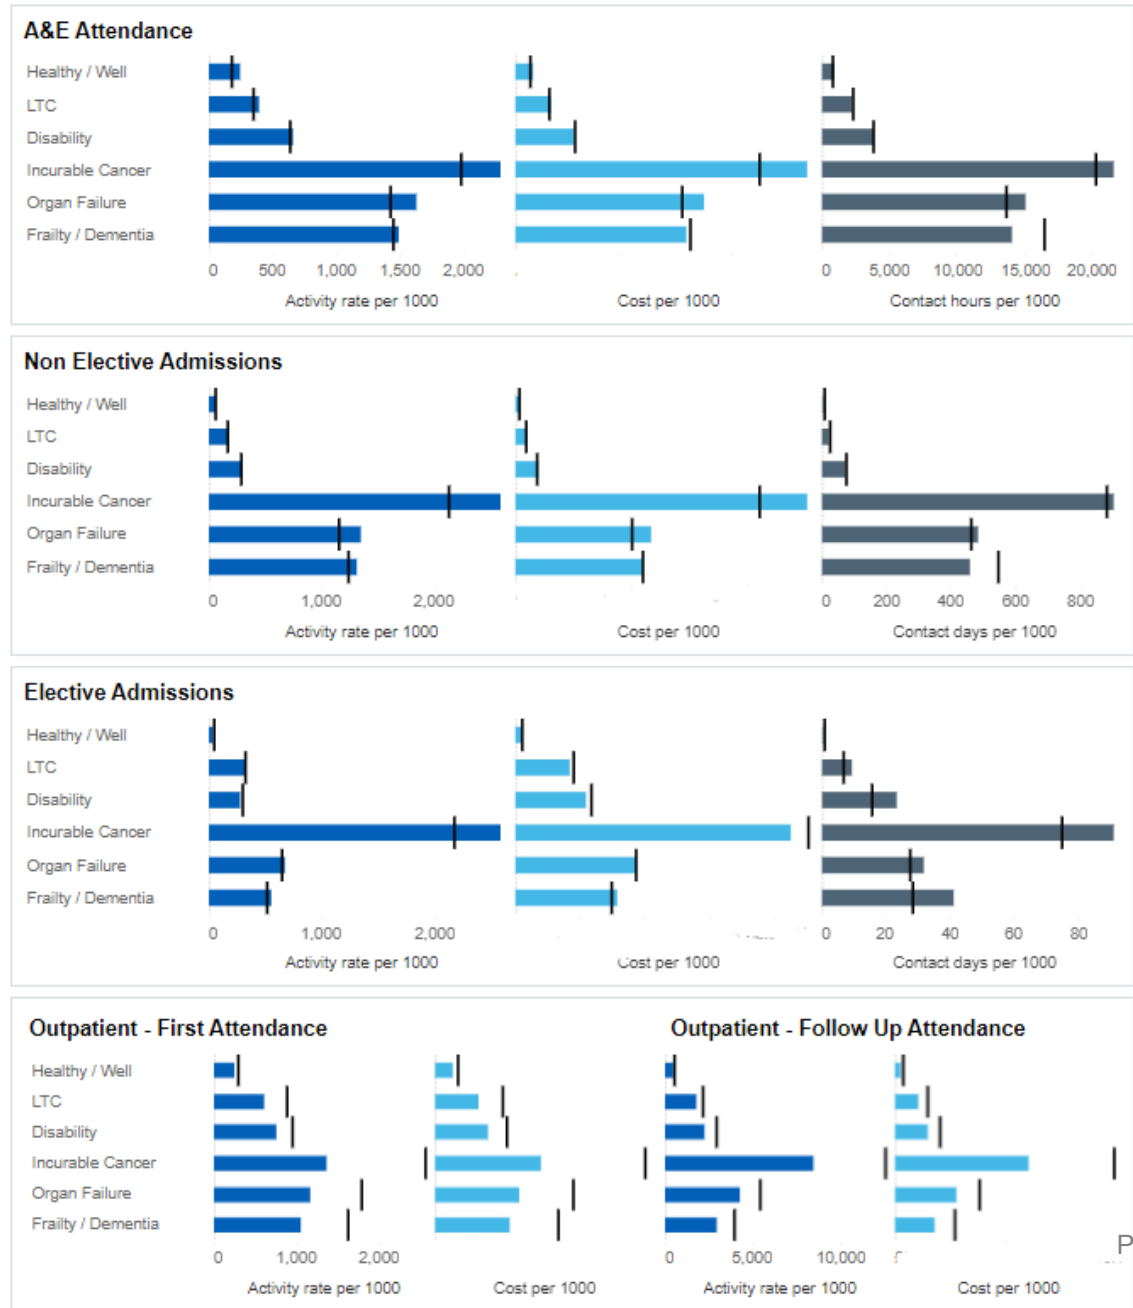 A&E Attendance
Healthy / Well
LTC
Disability
Incurable Cancer
Organ Failure
Frailty / Dementia
0 500 1,000 1,500 2,000 0 5,000 10,000 15,000 20,000
Activity rate per 1000 Cost per 1000 Contact hours per 1000
Non Elective Admissions
Healthy / Well
LTC
Disability
Incurable Cancer
Organ Failure
Frailty / Dementia
0 1,000 2,000 0 200 400 600 800
Activity rate per 1000 Cost per 1000 Contact days per 1000
Elective Admissions
Healthy / Well
LTC
Disability
Incurable Cancer
Organ Failure
Frailty / Dementia
0 1,000 2,000 0 20 40 60 80
Activity rate per 1000 Cost per 1000 Contact days per 1000
Outpatient - First Attendance Outpatient - Follow Up Attendance
Healthy / Well
LTC
Disability
Incurable Cancer
Organ Failure
Frailty / Dementia
P
0 1,000 2,000 0 5,000 10,000
Activity rate per 1000 Cost per 1000 Activity rate per 1000 Cost per 1000